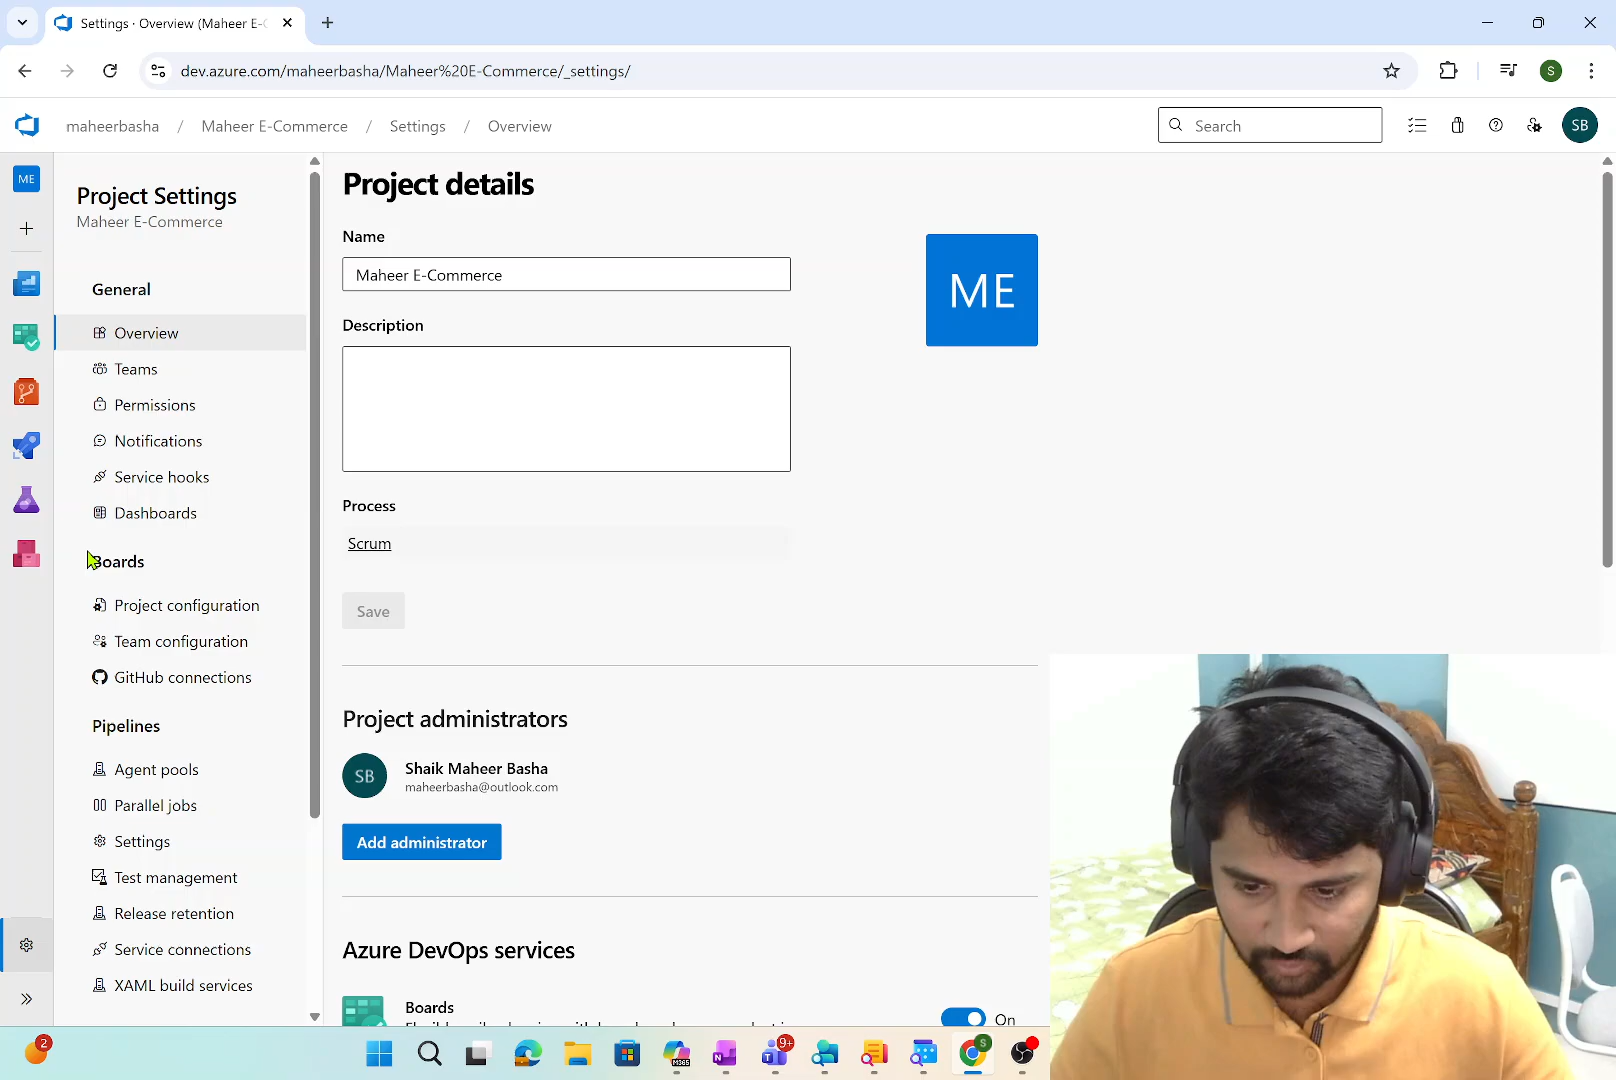 Settings · Overview (Maheer E-C
dev.azure.com/maheerbasha/Maheer%20E-Commerce/_settings/
S
maheerbasha / Maheer E-Commerce / Settings / Overview
Search
SB
ME
Project Settings
Maheer E-Commerce
General
Overview
Teams
Permissions
Notifications
Service hooks
Dashboards
Boards
Project configuration
Team configuration
GitHub connections
Pipelines
Agent pools
Parallel jobs
Settings
Test management
Release retention
Service connections
XAML build services
Project details
Name
Maheer E-Commerce
ME
Description
Process
Scrum
Save
Project administrators
SB
Shaik Maheer Basha
maheerbasha@outlook.com
Add administrator
Azure DevOps services
Boards
On
2
M365
N
T
9+
S